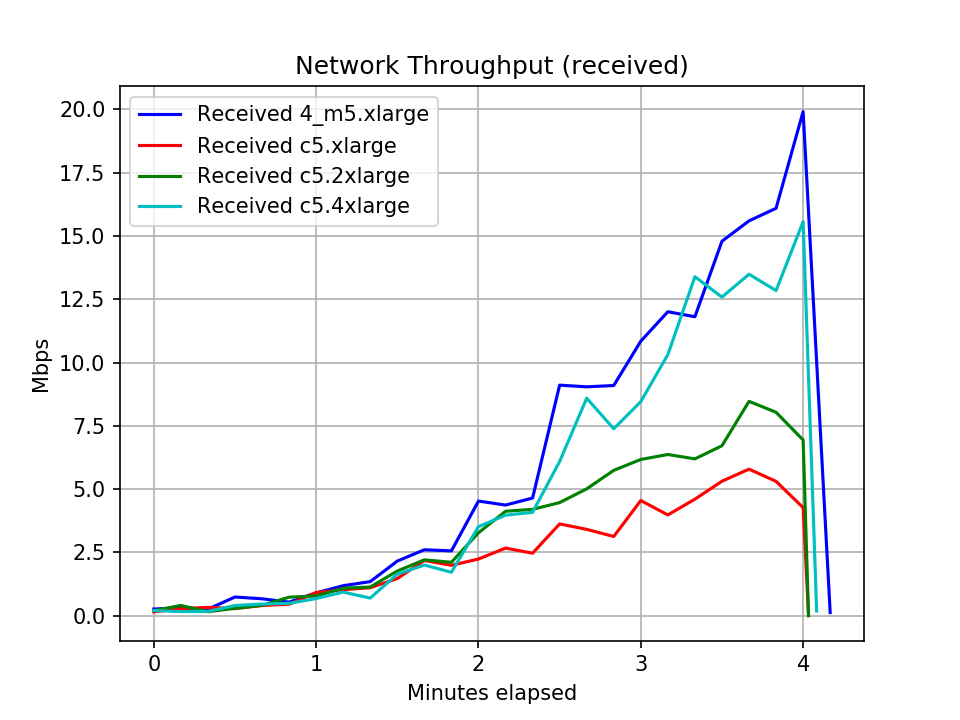 Network Throughput (received)
Received 4_m5.xlarge
Received c5.xlarge
Received c5.2xlarge
Received c5.4xlarge
20.0
17.5
15.0
12.5
10.0
7.5
5.0
2.5
0.0
Mbps
0 1 2 3 4
Minutes elapsed